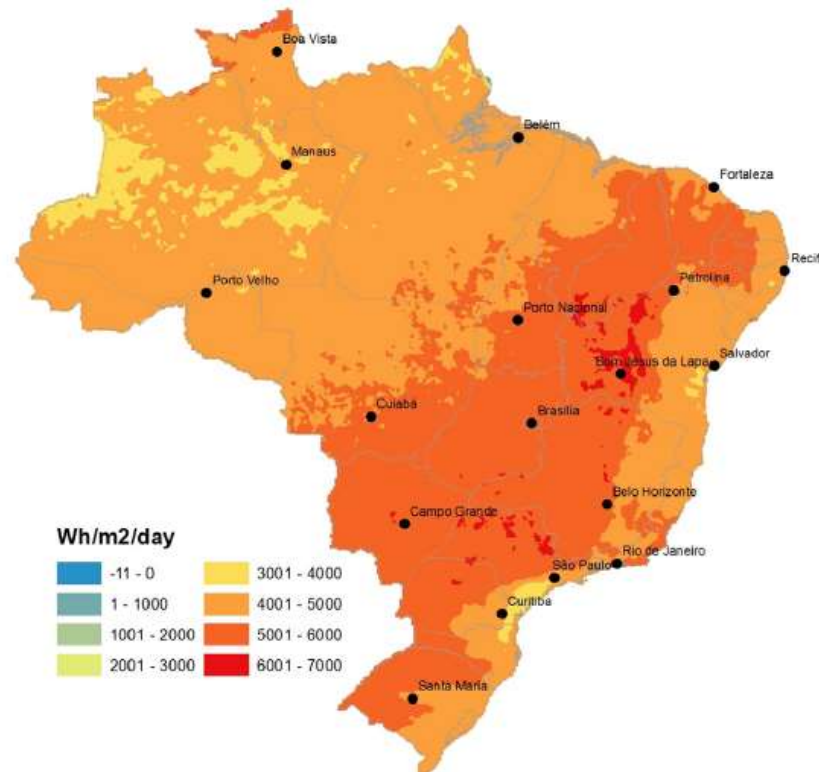 Boa Vista
Belém
Manaus
Fortaleza
Recif
Petrolina
Porto Velho
Porto Nacional
Salvador
Bom Jesus da Lapa
Cuiabá
Brasília
Belo Horizonte
Campo Grande
Wh/m2/day
Rio de Janeiro
São Paulo
-11 - 0
3001 - 4000
1 - 1000
4001 - 5000
Curitiba
1001 - 2000
5001 - 6000
2001 - 3000
6001 - 7000
Santa Maria